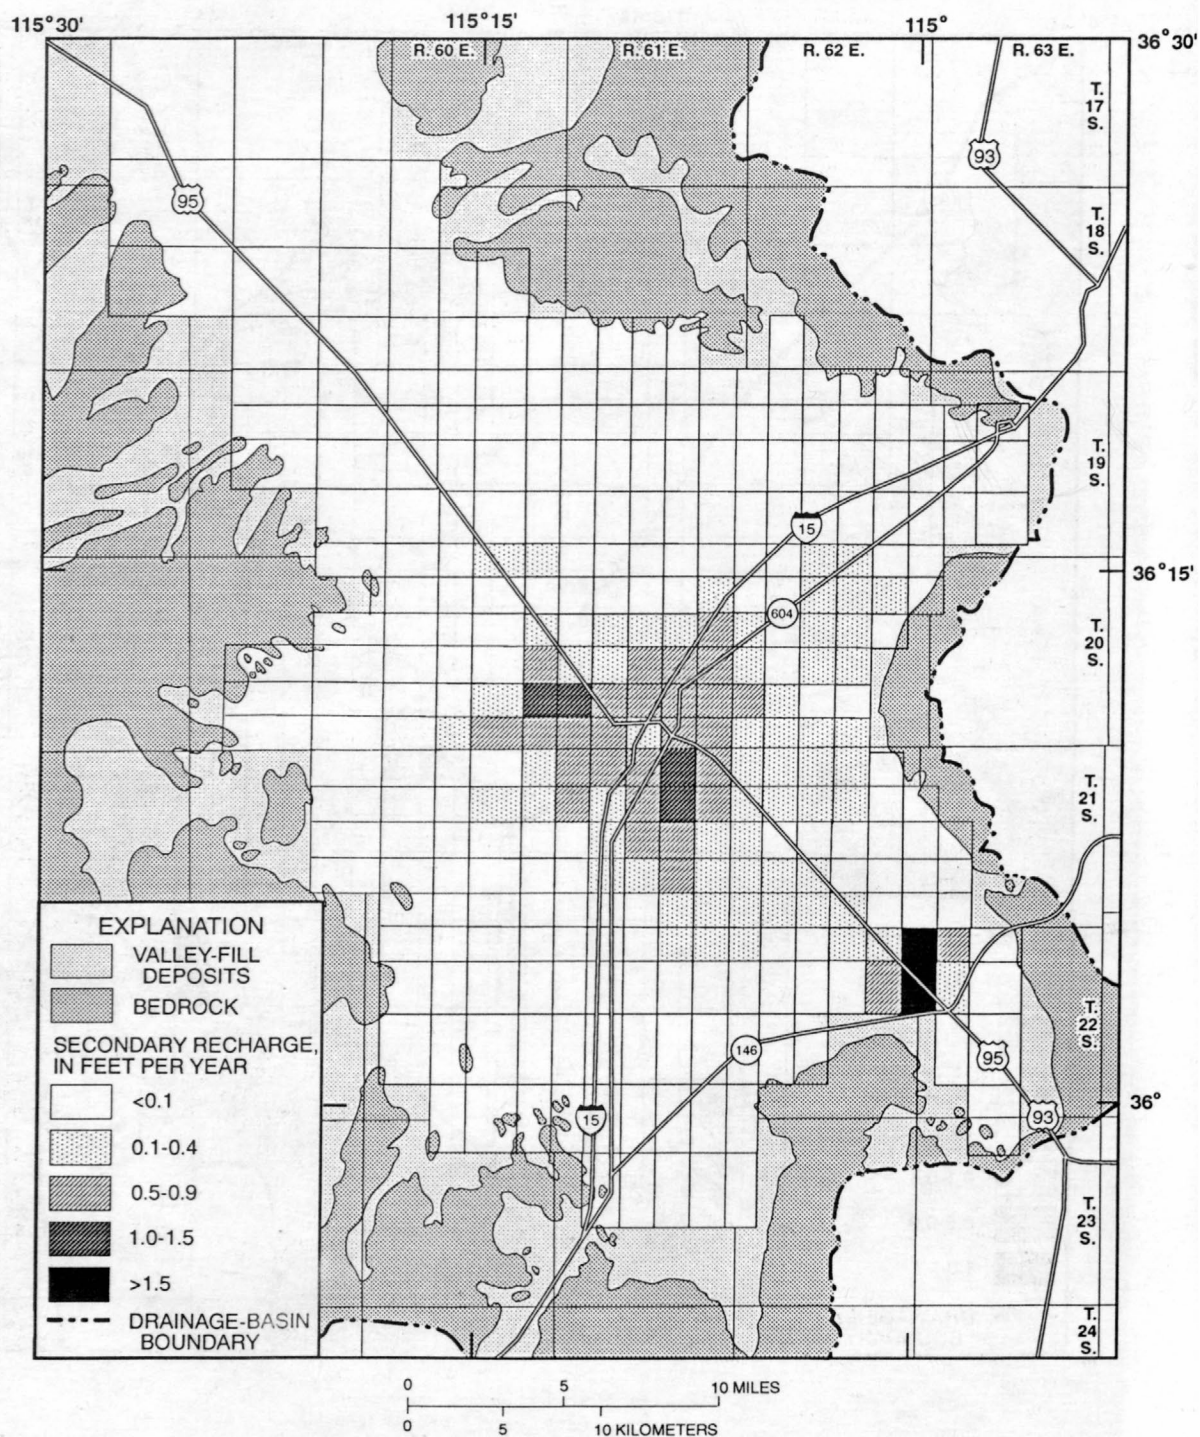 115°30'
115°15'
115°
36°30'
R. 60 E.
R. 61 E.
R. 62 E.
R. 63 E.
T.
17
S.
93
95
T.
18
S.
T.
19
S.
15
36°15'
604
T.
20
S.
T.
21
S.
EXPLANATION
VALLEY-FILL
DEPOSITS
BEDROCK
SECONDARY RECHARGE,
IN FEET PER YEAR
<0.1
0.1-0.4
0.5-0.9
1.0-1.5
>1.5
DRAINAGE-BASIN
BOUNDARY
T.
22
S.
146
95
36°
15
93
T.
23
S.
T.
24
S.
0 5 10 MILES
0 5 10 KILOMETERS